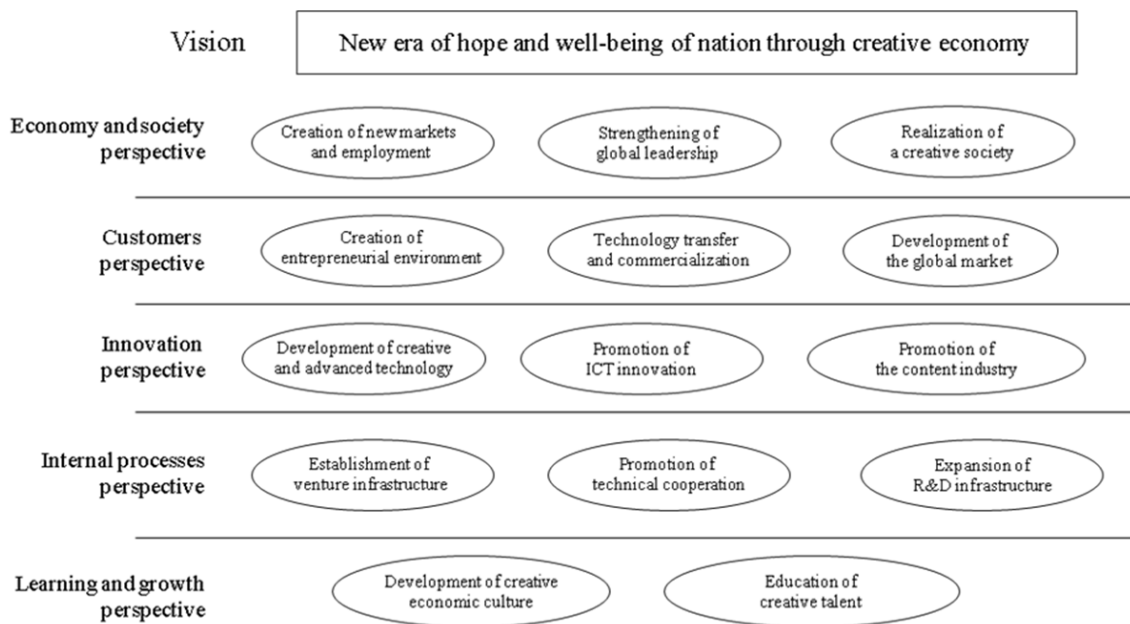 Vision
New era of hope and well-being of nation through creative economy
Economy and society
perspective
Creation of new markets
and employment
Strengthening of
global leadership
Realization of
a creative society
Customers
perspective
Creation of
entrepreneurial environment
Technology transfer
and commercialization
Development of
the global market
Innovation
perspective
Development of creative
and advanced technology
Promotion of
ICT innovation
Promotion of
the content industry
Internal processes
perspective
Establishment of
venture infrastructure
Promotion of
technical cooperation
Expansion of
R&D infrastructure
Learning and growth
perspective
Development of creative
economic culture
Education of
creative talent